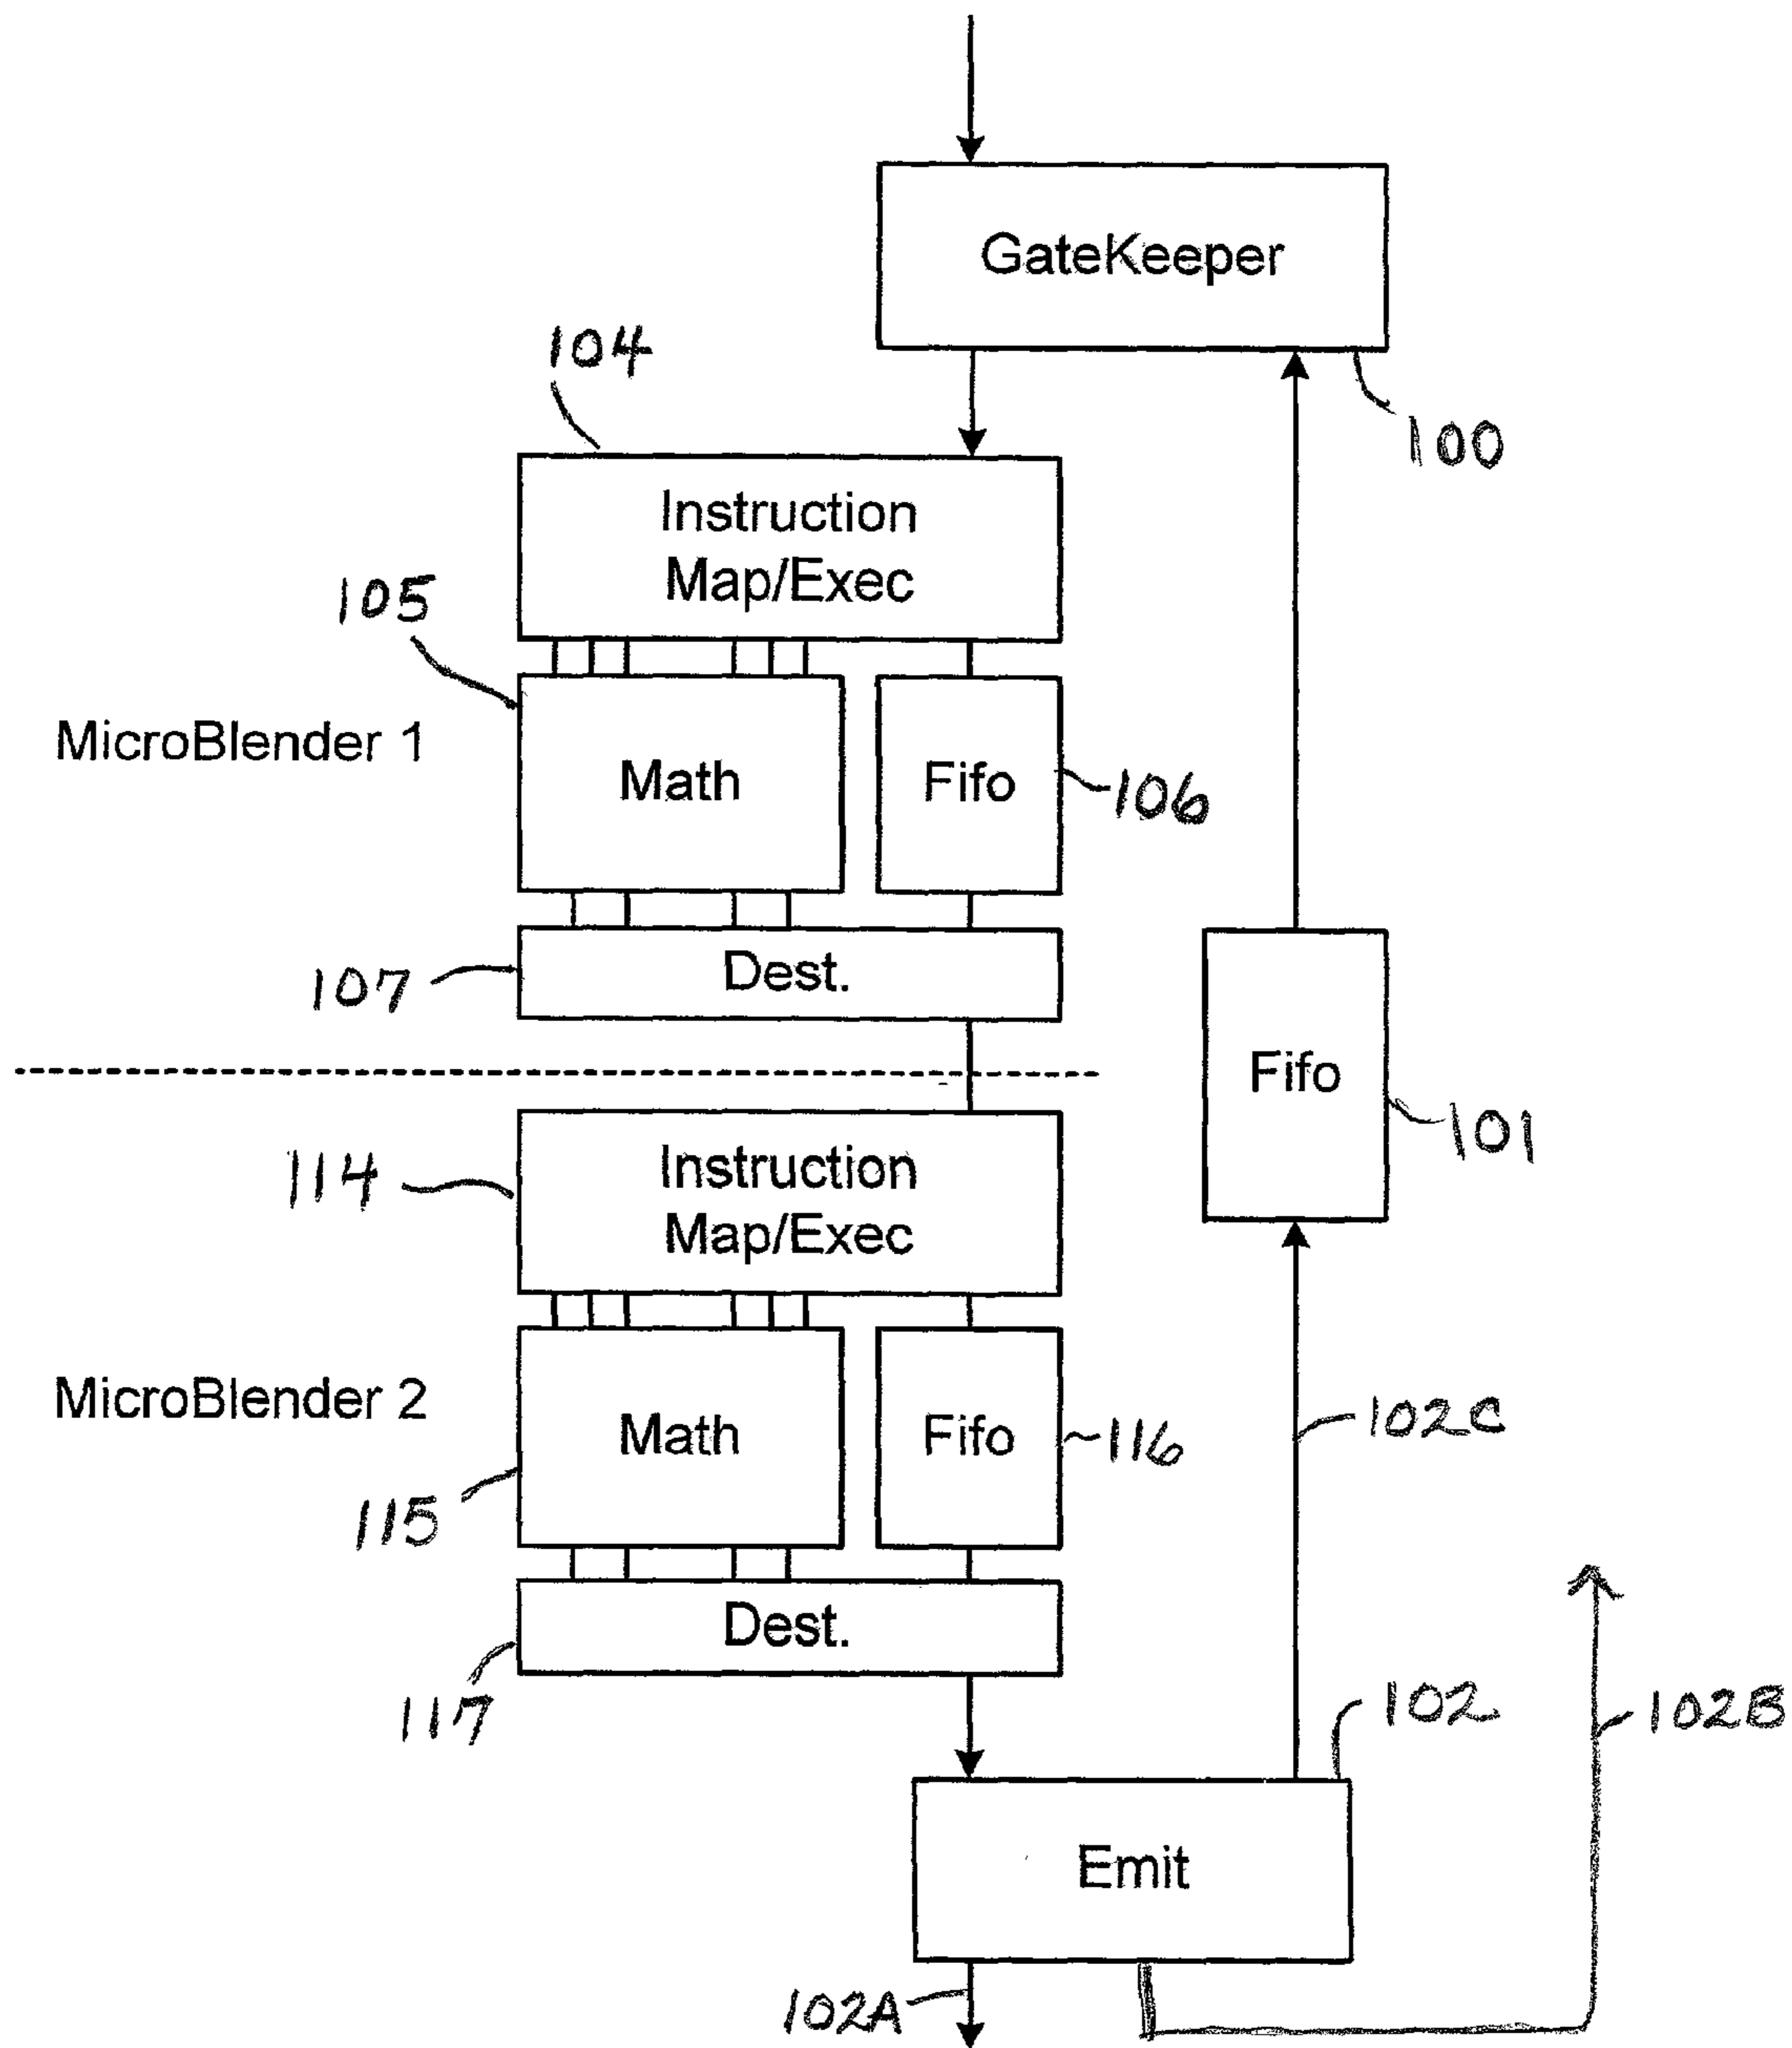 GateKeeper
104
100
Instruction
Map/Exec
105
MicroBlender 1
Math
Fifo
106
107
Dest.
Fifo
101
114
Instruction
Map/Exec
MicroBlender 2
Math
Fifo
116
102C
115
Dest.
117
102
102B
Emit
102A